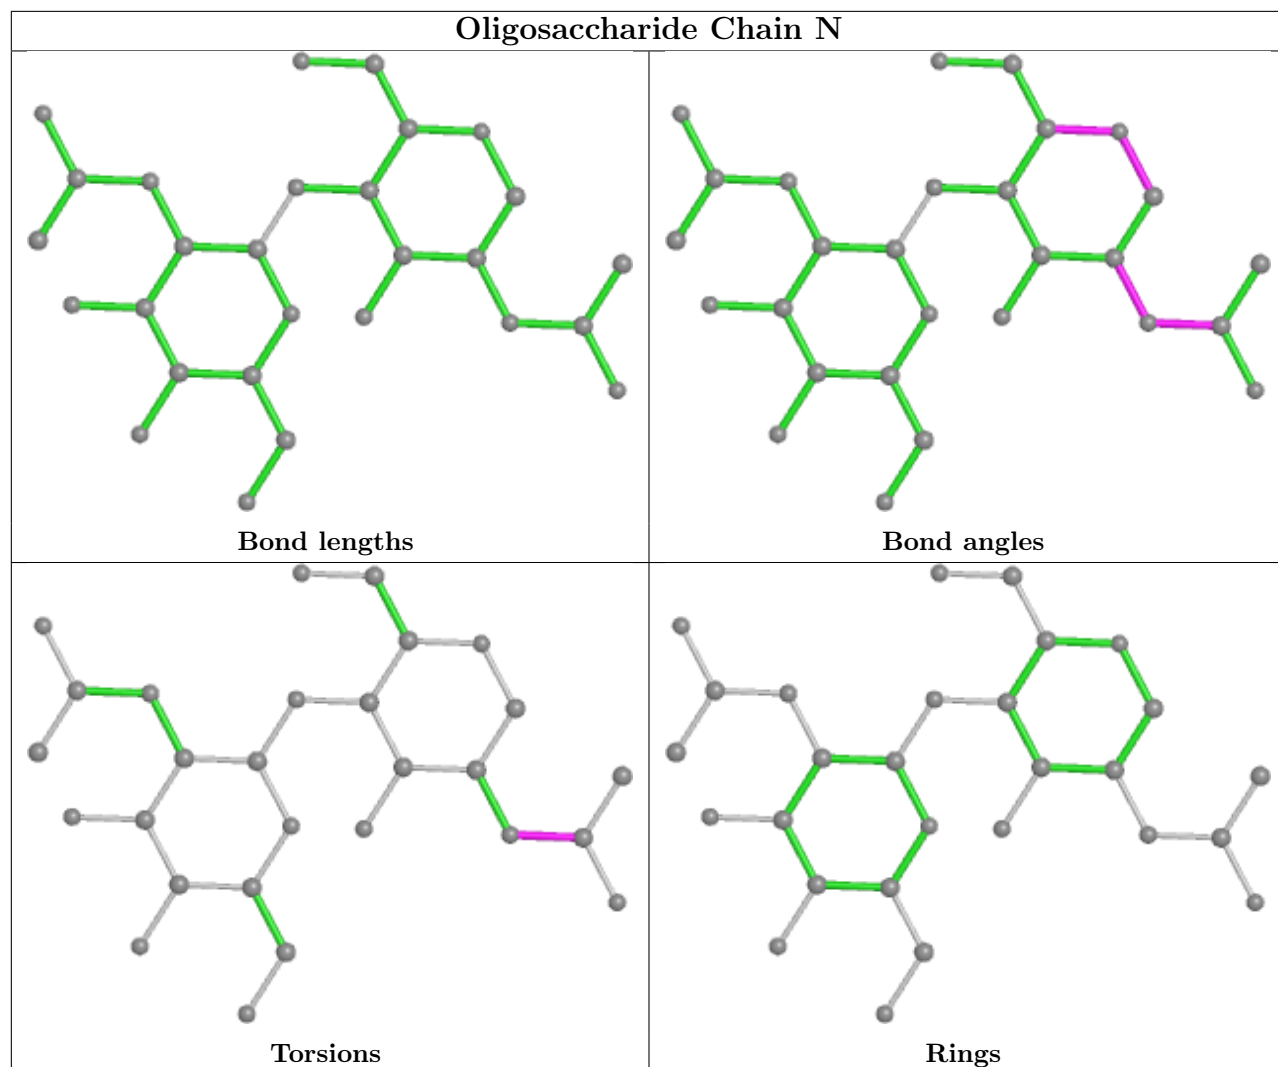 Oligosaccharide Chain N
Bond lengths
Bond angles
Torsions
Rings